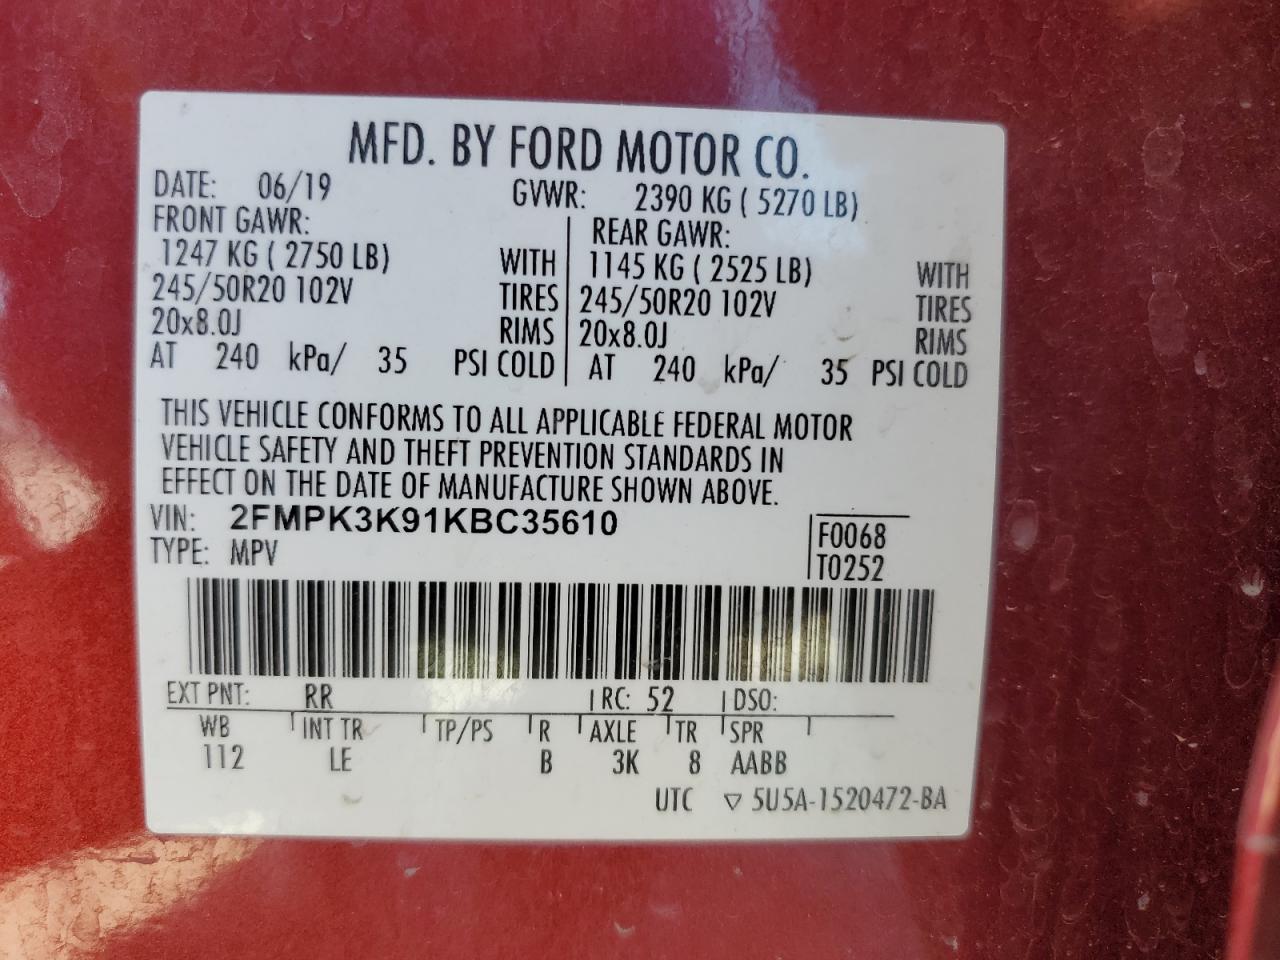 MFD. BY FORD MOTOR CO.
DATE: 06/19 GVWR: 2390 KG ( 5270 LB)
FRONT GAWR: REAR GAWR:
1247 KG ( 2750 LB) WITH 1145 KG ( 2525 LB) WITH
245/50R20 102V TIRES 245/50R20 102V TIRES
20x8.0J RIMS 20x8.0J RIMS
AT 240 kPa/ 35 PSI COLD AT 240 kPa/ 35 PSI COLD
THIS VEHICLE CONFORMS TO ALL APPLICABLE FEDERAL MOTOR
VEHICLE SAFETY AND THEFT PREVENTION STANDARDS IN
EFFECT ON THE DATE OF MANUFACTURE SHOWN ABOVE.
VIN: 2FMPK3K91KBC35610 F0068
TYPE: MPV T0252
EXT PNT: RR RC: 52 DSO:
WB INT TR TP/PS R AXLE TR SPR
112 LE B 3K 8 AABB
UTC ▽ 5U5A-1520472-BA